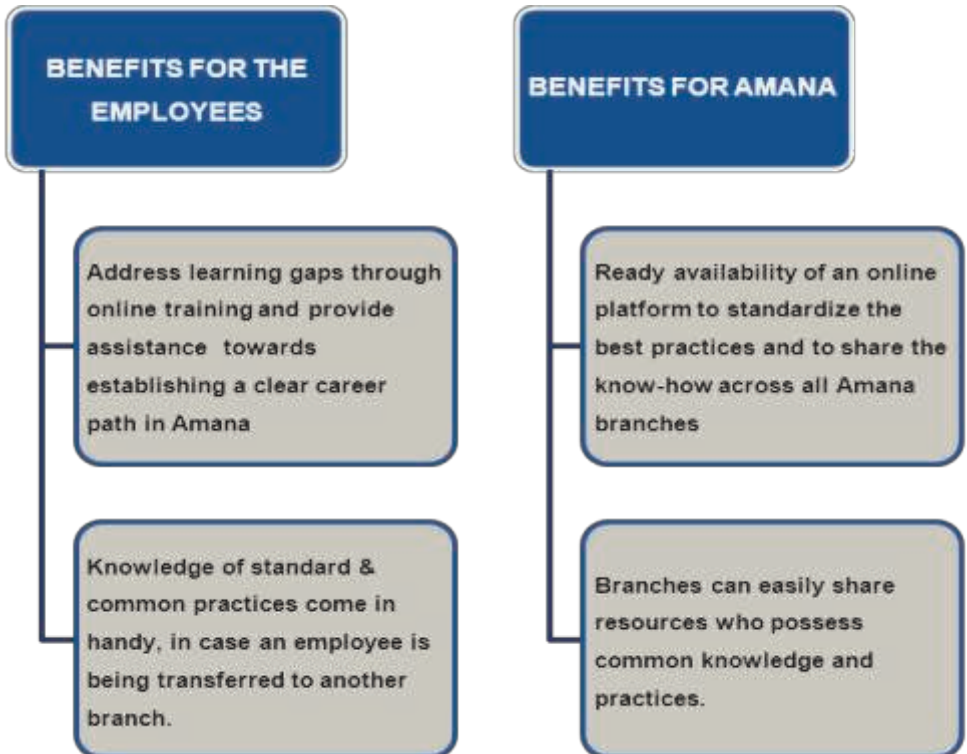 BENEFITS FOR THE
EMPLOYEES
Address learning gaps through
online training and provide
assistance towards
establishing a clear career
path in Amana
Knowledge of standard &
common practices come in
handy, in case an employee is
being transferred to another
branch.
BENEFITS FOR AMANA
Ready availability of an online
platform to standardize the
best practices and to share the
know-how across all Amana
branches
Branches can easily share
resources who possess
common knowledge and
practices.